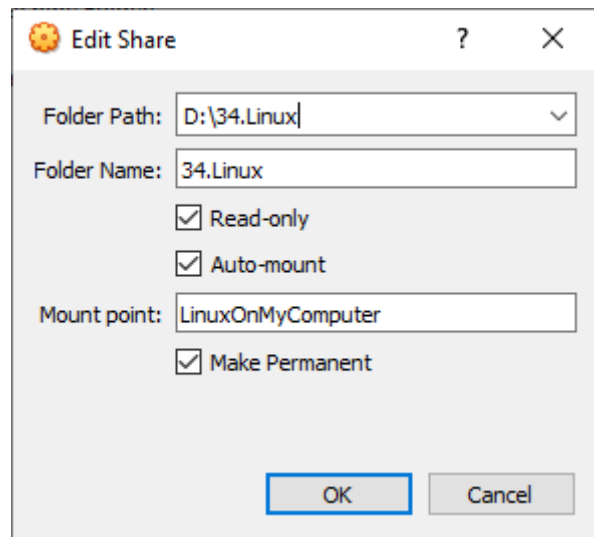 Edit Share
?
Folder Path: D:\34.Linux
Folder Name: 34.Linux
Read-only
Auto-mount
Mount point: LinuxOnMyComputer
Make Permanent
OK Cancel